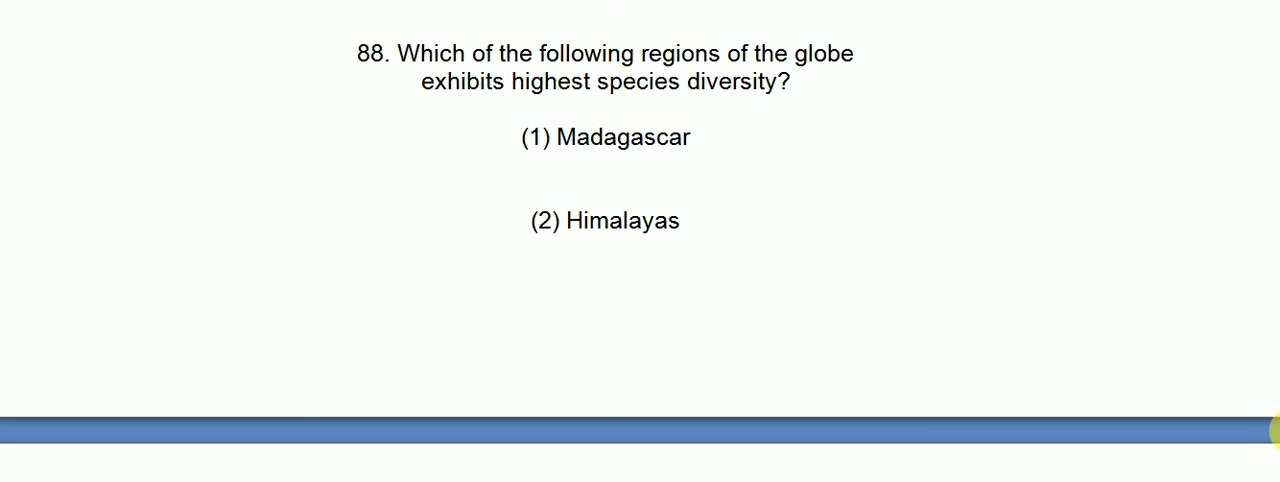 88. Which of the following regions of the globe
exhibits highest species diversity?
(1) Madagascar
(2) Himalayas